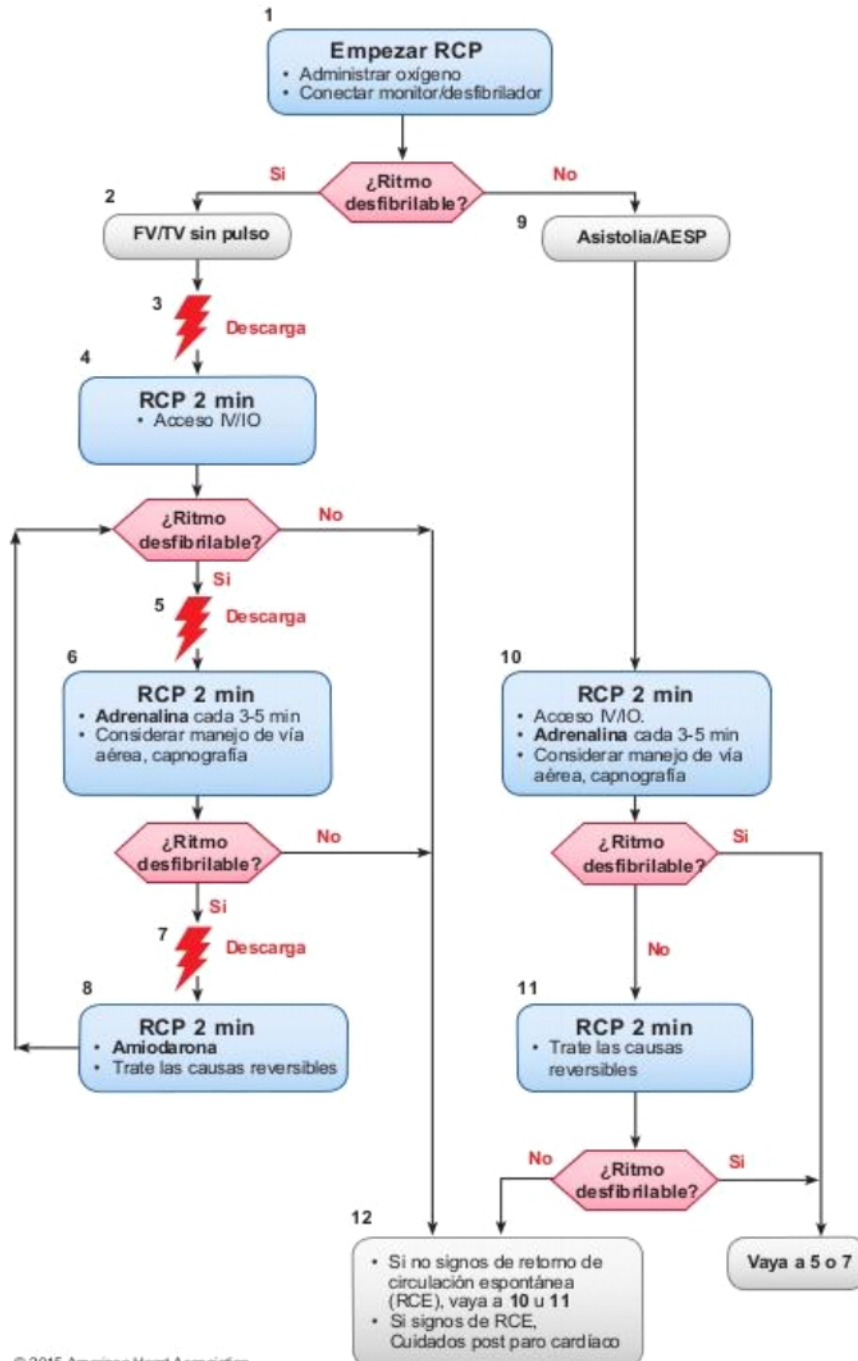 1
Empezar RCP
• Administrar oxígeno
• Conectar monitor/desfibrilador
Si
¿Ritmo
desfibrilable?
No
2
FV/TV sin pulso
9
Asistolia/AESP
3
Descarga
4
RCP 2 min
• Acceso IV/IO
¿Ritmo
desfibrilable?
No
Si
5
Descarga
6
RCP 2 min
• Adrenalina cada 3-5 min
• Considerar manejo de vía
aérea, capnografía
10
RCP 2 min
• Acceso IV/IO.
• Adrenalina cada 3-5 min
• Considerar manejo de vía
aérea, capnografía
¿Ritmo
desfibrilable?
No
Si
¿Ritmo
desfibrilable?
Si
No
7
Descarga
8
RCP 2 min
• Amiodarona
• Trate las causas reversibles
11
RCP 2 min
• Trate las causas
reversibles
No
¿Ritmo
desfibrilable?
Si
12
• Si no signos de retorno de
circulación espontánea
(RCE), vaya a 10 u 11
• Si signos de RCE,
Cuidados post paro cardíaco
Vaya a 5 o 7
© 2015 American Heart Association